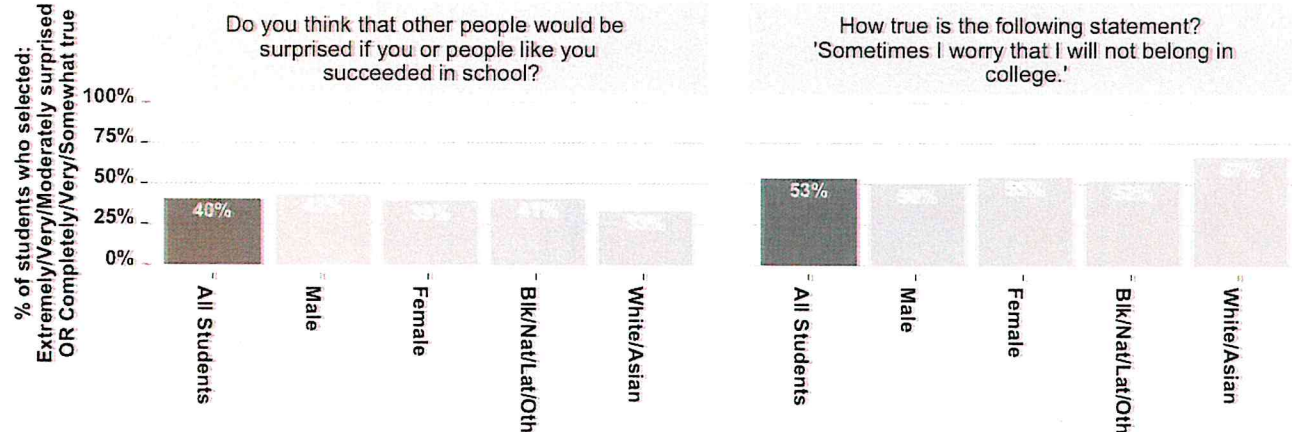 % of students who selected:
Extremely/Very/Moderately surprised
OR Completely/Very/Somewhat true
Do you think that other people would be
surprised if you or people like you
succeeded in school?
100%
75%
50%
25%
0%
40%
All Students
Male
Female
Blk/Nat/Lat/Oth
White/Asian
How true is the following statement?
'Sometimes I worry that I will not belong in
college.'
53%
67%
All Students
Male
Female
Blk/Nat/Lat/Oth
White/Asian